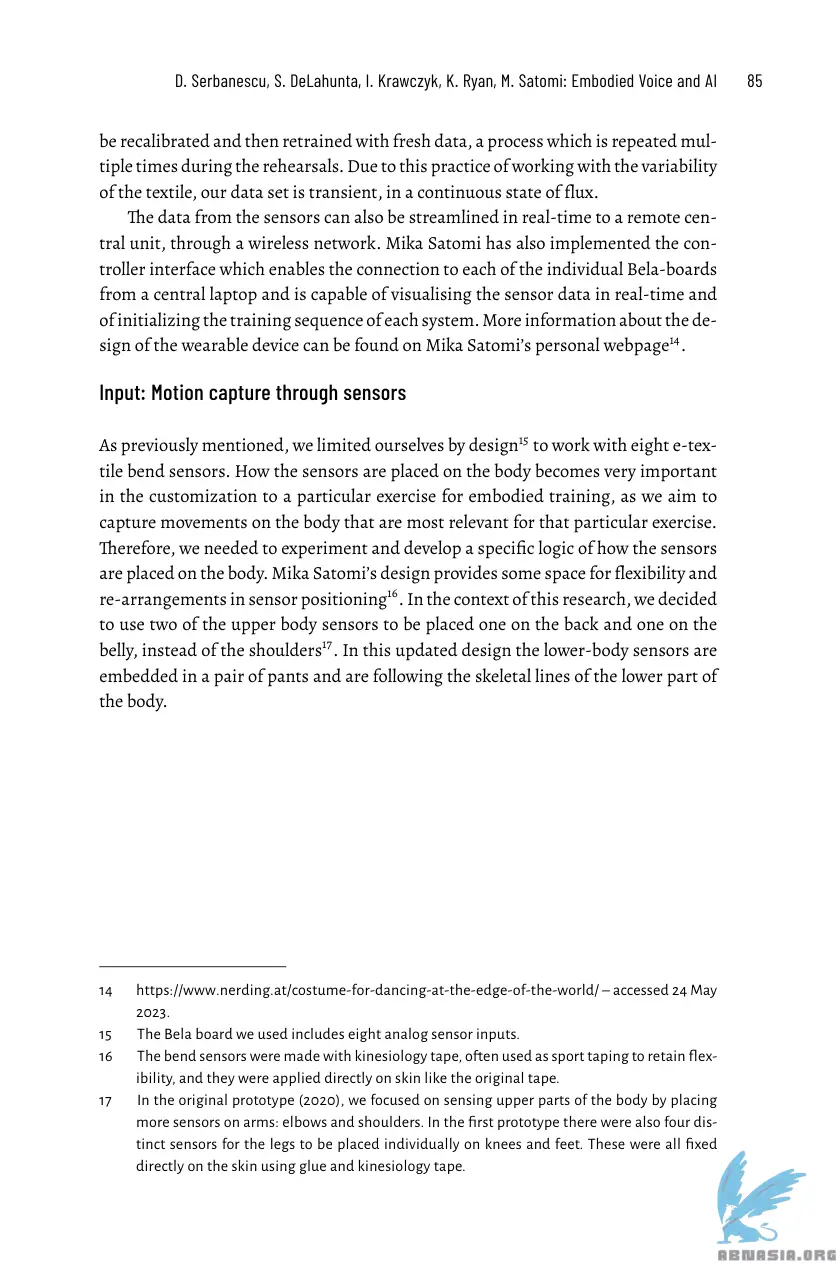 D. Serbanescu, S. DeLahunta, I. Krawczyk, K. Ryan, M. Satomi: Embodied Voice and AI 85
be recalibrated and then retrained with fresh data, a process which is repeated mul-
tiple times during the rehearsals. Due to this practice of working with the variability
of the textile, our data set is transient, in a continuous state of flux.
The data from the sensors can also be streamlined in real-time to a remote cen-
tral unit, through a wireless network. Mika Satomi has also implemented the con-
troller interface which enables the connection to each of the individual Bela-boards
from a central laptop and is capable of visualising the sensor data in real-time and
of initializing the training sequence of each system. More information about the de-
sign of the wearable device can be found on Mika Satomi’s personal webpage¹⁴.
Input: Motion capture through sensors
As previously mentioned, we limited ourselves by design¹⁵ to work with eight e-tex-
tile bend sensors. How the sensors are placed on the body becomes very important
in the customization to a particular exercise for embodied training, as we aim to
capture movements on the body that are most relevant for that particular exercise.
Therefore, we needed to experiment and develop a specific logic of how the sensors
are placed on the body. Mika Satomi’s design provides some space for flexibility and
re-arrangements in sensor positioning¹⁶. In the context of this research, we decided
to use two of the upper body sensors to be placed one on the back and one on the
belly, instead of the shoulders¹⁷. In this updated design the lower-body sensors are
embedded in a pair of pants and are following the skeletal lines of the lower part of
the body.
14 https://www.nerding.at/costume-for-dancing-at-the-edge-of-the-world/ – accessed 24 May
2023.
15 The Bela board we used includes eight analog sensor inputs.
16 The bend sensors were made with kinesiology tape, often used as sport taping to retain flex-
ibility, and they were applied directly on skin like the original tape.
17 In the original prototype (2020), we focused on sensing upper parts of the body by placing
more sensors on arms: elbows and shoulders. In the first prototype there were also four dis-
tinct sensors for the legs to be placed individually on knees and feet. These were all fixed
directly on the skin using glue and kinesiology tape.
ABNASIA.ORG